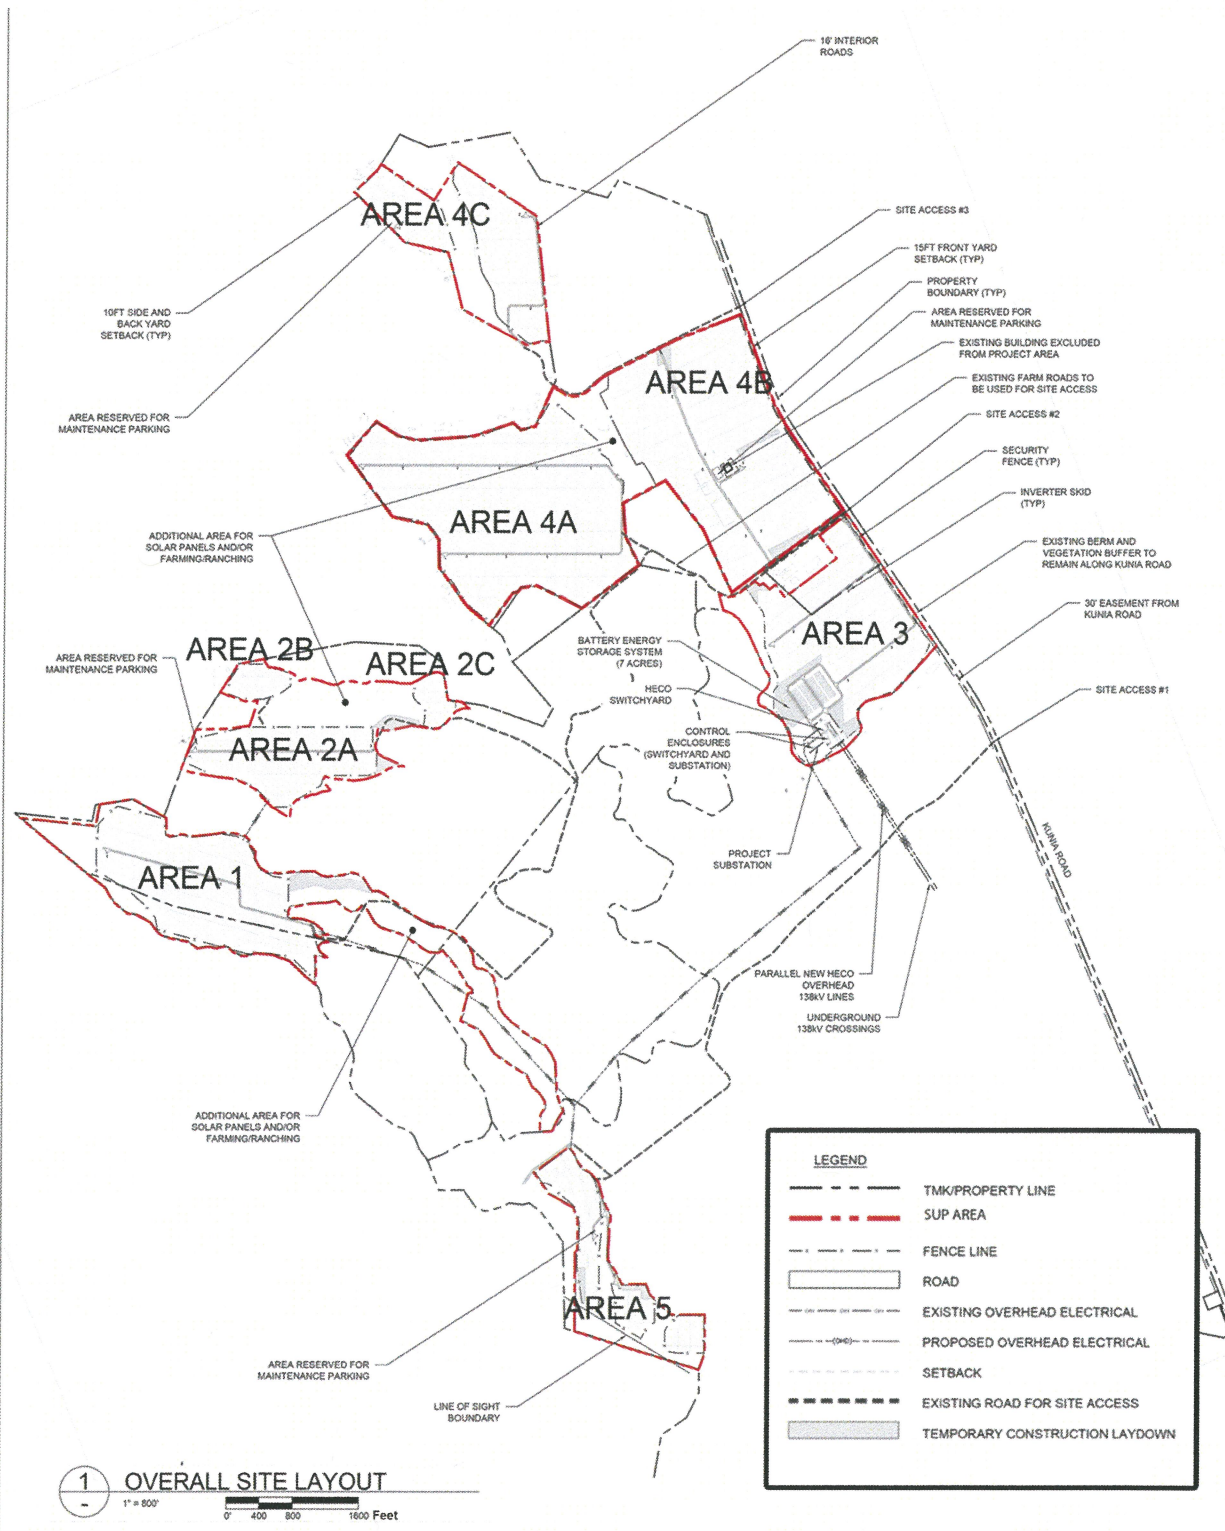 16' INTERIOR
ROADS
SITE ACCESS #3
AREA 4C
15FT FRONT YARD
SETBACK (TYP)
PROPERTY
BOUNDARY (TYP)
10FT SIDE AND
BACK YARD
SETBACK (TYP)
AREA RESERVED FOR
MAINTENANCE PARKING
EXISTING BUILDING EXCLUDED
FROM PROJECT AREA
AREA 4B
EXISTING FARM ROADS TO
BE USED FOR SITE ACCESS
AREA RESERVED FOR
MAINTENANCE PARKING
SITE ACCESS #2
SECURITY
FENCE (TYP)
INVERTER SKID
(TYP)
AREA 4A
ADDITIONAL AREA FOR
SOLAR PANELS AND/OR
FARMING/RANCHING
EXISTING BERM AND
VEGETATION BUFFER TO
REMAIN ALONG KUNIA ROAD
30' EASEMENT FROM
KUNIA ROAD
AREA 3
AREA 2B
AREA 2C
BATTERY ENERGY
STORAGE SYSTEM
(7 ACRES)
AREA RESERVED FOR
MAINTENANCE PARKING
HECO
SWITCHYARD
SITE ACCESS #1
AREA 2A
CONTROL
ENCLOSURES
(SWITCHYARD AND
SUBSTATION)
KUNIA ROAD
PROJECT
SUBSTATION
AREA 1
PARALLEL NEW HECO
OVERHEAD
138kV LINES
UNDERGROUND
138kV CROSSINGS
ADDITIONAL AREA FOR
SOLAR PANELS AND/OR
FARMING/RANCHING
AREA 5
AREA RESERVED FOR
MAINTENANCE PARKING
LINE OF SIGHT
BOUNDARY
LEGEND
TMK/PROPERTY LINE
SUP AREA
FENCE LINE
ROAD
EXISTING OVERHEAD ELECTRICAL
PROPOSED OVERHEAD ELECTRICAL
SETBACK
EXISTING ROAD FOR SITE ACCESS
TEMPORARY CONSTRUCTION LAYDOWN
1
-
OVERALL SITE LAYOUT
1" = 800'
0' 400 800 1600 Feet